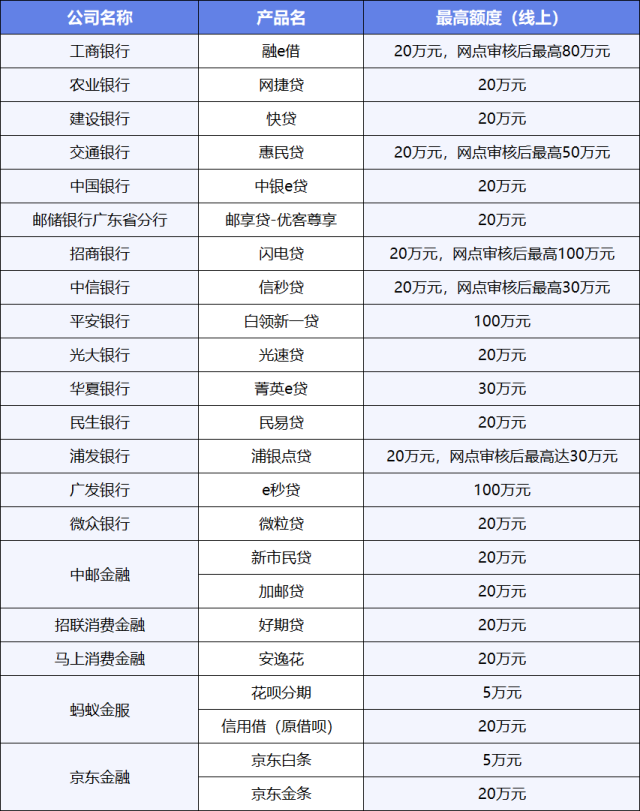 公司名称 产品名 最高额度（线上）
工商银行 融e借 20万元，网点审核后最高80万元
农业银行 网捷贷 20万元
建设银行 快贷 20万元
交通银行 惠民贷 20万元，网点审核后最高50万元
中国银行 中银e贷 20万元
邮储银行广东省分行 邮享贷-优客尊享 20万元
招商银行 闪电贷 20万元，网点审核后最高100万元
中信银行 信秒贷 20万元，网点审核后最高30万元
平安银行 白领新一贷 100万元
光大银行 光速贷 20万元
华夏银行 菁英e贷 30万元
民生银行 民易贷 20万元
浦发银行 浦银点贷 20万元，网点审核后最高达30万元
广发银行 e秒贷 100万元
微众银行 微粒贷 20万元
中邮金融 新市民贷 20万元
加邮贷 20万元
招联消费金融 好期贷 20万元
马上消费金融 安逸花 20万元
蚂蚁金服 花呗分期 5万元
信用借（原借呗） 20万元
京东金融 京东白条 5万元
京东金条 20万元